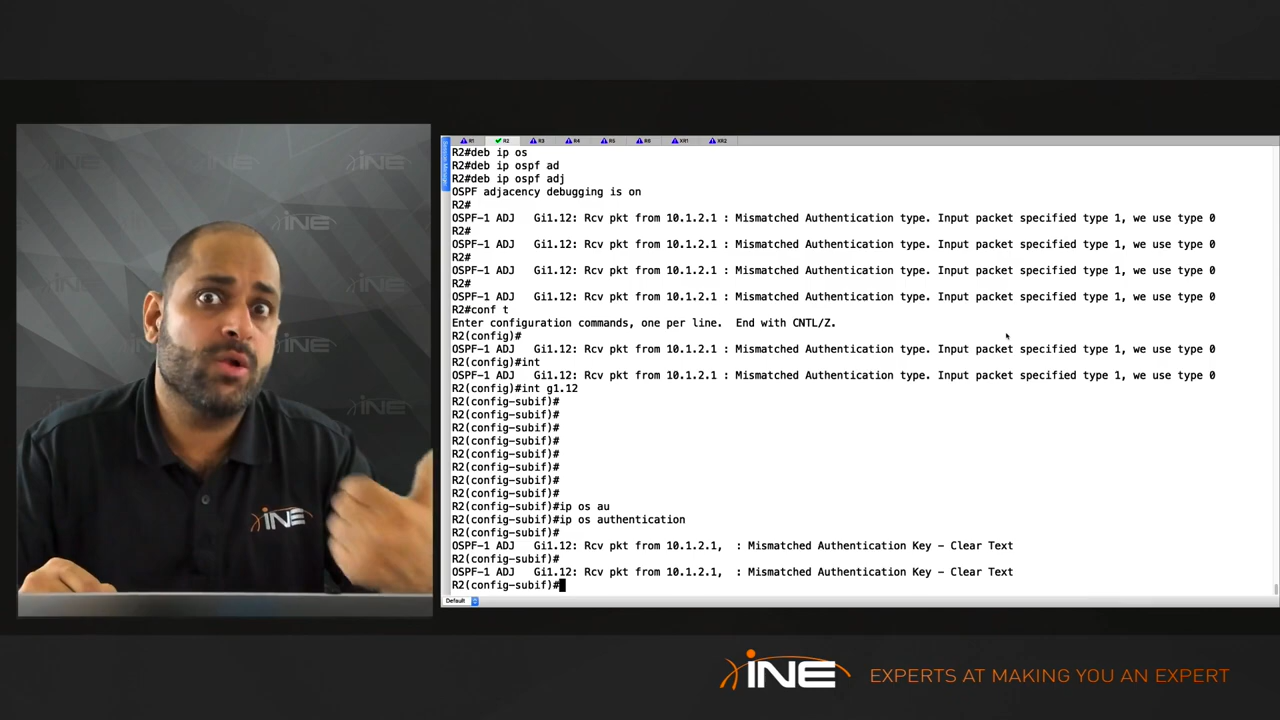 R1 R2 R3 R4 R5 R6 XR1 XR2
R2#deb ip os
R2#deb ip ospf ad
R2#deb ip ospf adj
OSPF adjacency debugging is on
R2#
OSPF-1 ADJ   Gi1.12: Rcv pkt from 10.1.2.1 : Mismatched Authentication type. Input packet specified type 1, we use type 0
R2#
OSPF-1 ADJ   Gi1.12: Rcv pkt from 10.1.2.1 : Mismatched Authentication type. Input packet specified type 1, we use type 0
R2#
OSPF-1 ADJ   Gi1.12: Rcv pkt from 10.1.2.1 : Mismatched Authentication type. Input packet specified type 1, we use type 0
R2#
OSPF-1 ADJ   Gi1.12: Rcv pkt from 10.1.2.1 : Mismatched Authentication type. Input packet specified type 1, we use type 0
R2#conf t
Enter configuration commands, one per line.  End with CNTL/Z.
R2(config)#
OSPF-1 ADJ   Gi1.12: Rcv pkt from 10.1.2.1 : Mismatched Authentication type. Input packet specified type 1, we use type 0
R2(config)#int
OSPF-1 ADJ   Gi1.12: Rcv pkt from 10.1.2.1 : Mismatched Authentication type. Input packet specified type 1, we use type 0
R2(config)#int g1.12
R2(config-subif)#
R2(config-subif)#
R2(config-subif)#
R2(config-subif)#
R2(config-subif)#
R2(config-subif)#
R2(config-subif)#
R2(config-subif)#
R2(config-subif)#ip os au
R2(config-subif)#ip os authentication
R2(config-subif)#
OSPF-1 ADJ   Gi1.12: Rcv pkt from 10.1.2.1,  : Mismatched Authentication Key - Clear Text
R2(config-subif)#
OSPF-1 ADJ   Gi1.12: Rcv pkt from 10.1.2.1,  : Mismatched Authentication Key - Clear Text
R2(config-subif)#
Default
iNE
iNE EXPERTS AT MAKING YOU AN EXPERT